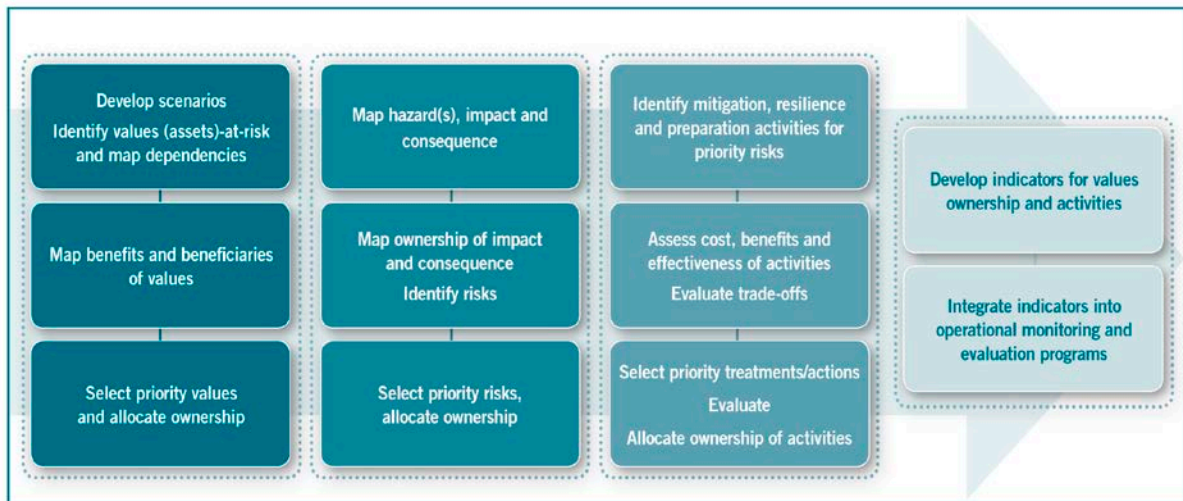 Develop scenarios
Identify values (assets)-at-risk
and map dependencies
Map benefits and beneficiaries
of values
Select priority values
and allocate ownership
Map hazard(s), impact and
consequence
Map ownership of impact
and consequence
Identify risks
Select priority risks,
allocate ownership
Identify mitigation, resilience
and preparation activities for
priority risks
Assess cost, benefits and
effectiveness of activities
Evaluate trade-offs
Select priority treatments/actions
Evaluate
Allocate ownership of activities
Develop indicators for values
ownership and activities
Integrate indicators into
operational monitoring and
evaluation programs